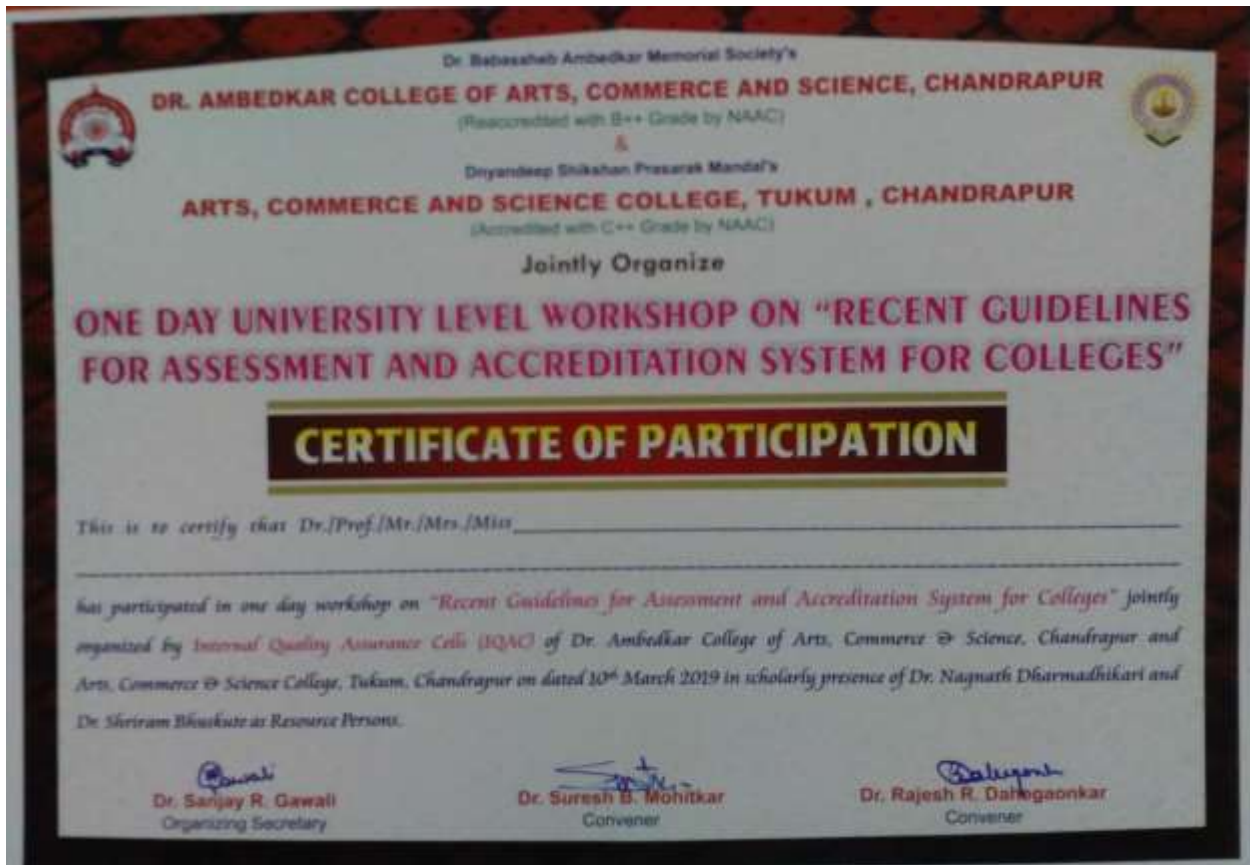 Dr. Babasaheb Ambedkar Memorial Society's
DR. AMBEDKAR COLLEGE OF ARTS, COMMERCE AND SCIENCE, CHANDRAPUR
(Reaccredited with B++ Grade by NAAC)
&
Dnyandeep Shikshan Prasarak Mandal's
ARTS, COMMERCE AND SCIENCE COLLEGE, TUKUM , CHANDRAPUR
(Accredited with C++ Grade by NAAC)
Jointly Organize
ONE DAY UNIVERSITY LEVEL WORKSHOP ON "RECENT GUIDELINES
FOR ASSESSMENT AND ACCREDITATION SYSTEM FOR COLLEGES"
CERTIFICATE OF PARTICIPATION
This is to certify that Dr./Prof./Mr./Mrs./Miss
has participated in one day workshop on "Recent Guidelines for Assessment and Accreditation System for Colleges" jointly
organized by Internal Quality Assurance Cells (IQAC) of Dr. Ambedkar College of Arts, Commerce & Science, Chandrapur and
Arts, Commerce & Science College, Tukum, Chandrapur on dated 10th March 2019 in scholarly presence of Dr. Nagnath Dharmadhikari and
Dr. Shriram Bhuskute as Resource Persons.
Dr. Sanjay R. Gawali
Organizing Secretary
Dr. Suresh B. Mohitkar
Convener
Dr. Rajesh R. Dahegaonkar
Convener